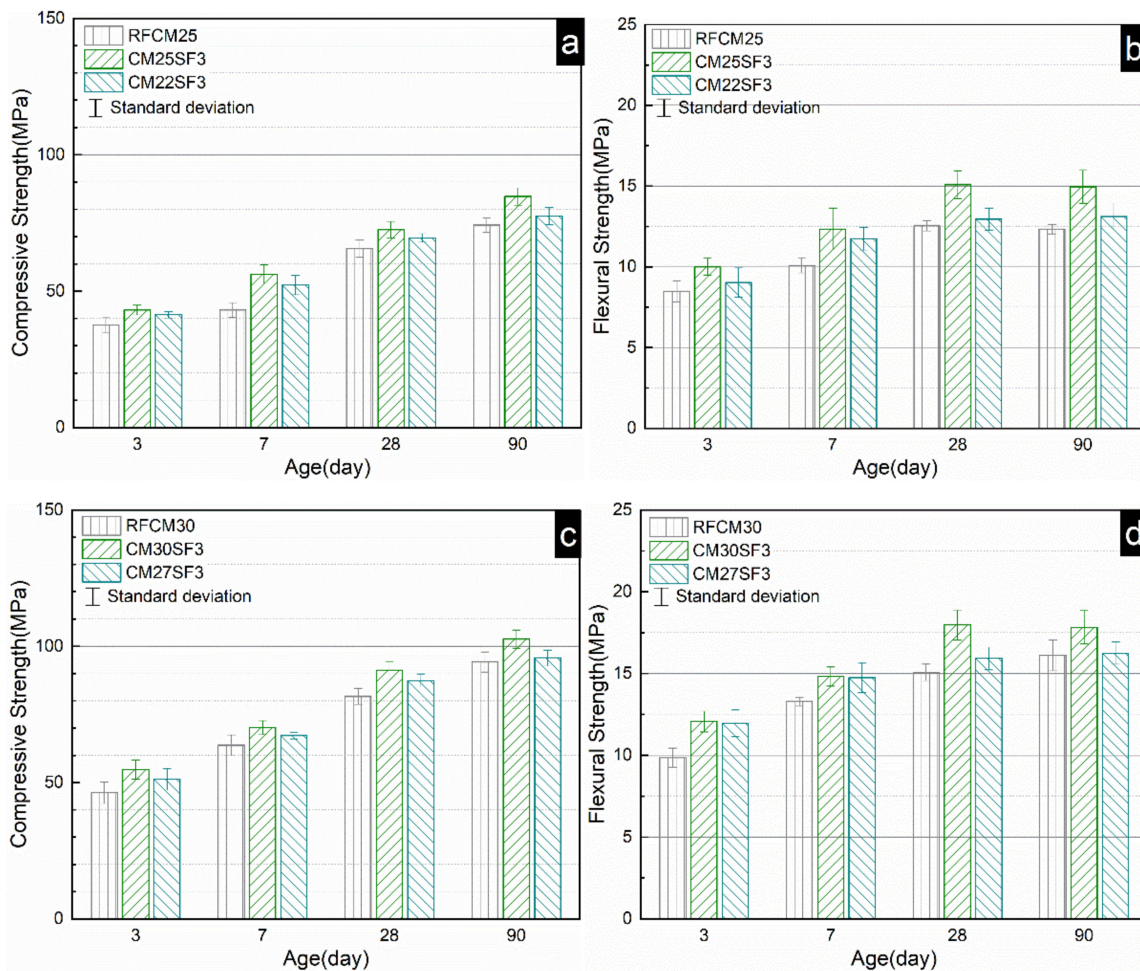 a
RFCM25
CM25SF3
CM22SF3
Standard deviation
Compressive Strength(MPa)
150
100
50
0
3 7 28 90
Age(day)
b
RFCM25
CM25SF3
CM22SF3
Standard deviation
Flexural Strength(MPa)
25
20
15
10
5
0
3 7 28 90
Age(day)
c
RFCM30
CM30SF3
CM27SF3
Standard deviation
Compressive Strength(MPa)
150
100
50
0
3 7 28 90
Age(day)
d
RFCM30
CM30SF3
CM27SF3
Standard deviation
Flexural Strength(MPa)
25
20
15
10
5
0
3 7 28 90
Age(day)